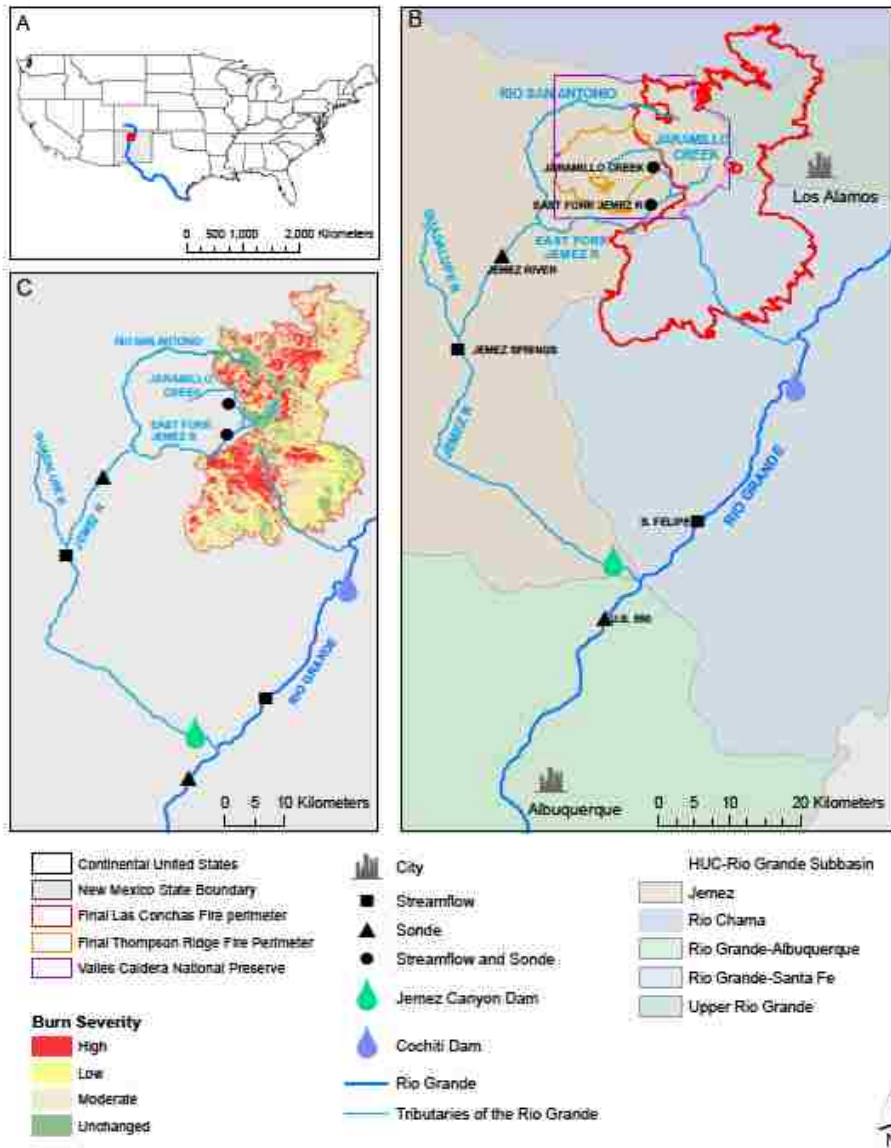 A
0 500 1,000 2,000 Kilometers
B
RIO SAN ANTONIO
JARAMILLO
CREEK
JARAMILLO CREEK
EAST FORK JEMEZ R
EAST FORK
JEMEZ R
Los Alamos
GUADALUPE R
JEMEZ RIVER
JEMEZ SPRINGS
JEMEZ R
RIO GRANDE
S. FELIPE
Albuquerque
0 5 10 20 Kilometers
C
RIO SAN ANTONIO
JARAMILLO
CREEK
EAST FORK
JEMEZ R
GUADALUPE R
JEMEZ R
RIO GRANDE
0 5 10 Kilometers
Continental United States
New Mexico State Boundary
Final Las Conchas Fire perimeter
Final Thompson Ridge Fire Perimeter
Valles Caldera National Preserve
Burn Severity
High
Low
Moderate
Unchanged
City
Streamflow
Sonde
Streamflow and Sonde
Jemez Canyon Dam
Cochiti Dam
Rio Grande
Tributaries of the Rio Grande
HUC-Rio Grande Subbasin
Jemez
Rio Chama
Rio Grande-Albuquerque
Rio Grande-Santa Fe
Upper Rio Grande